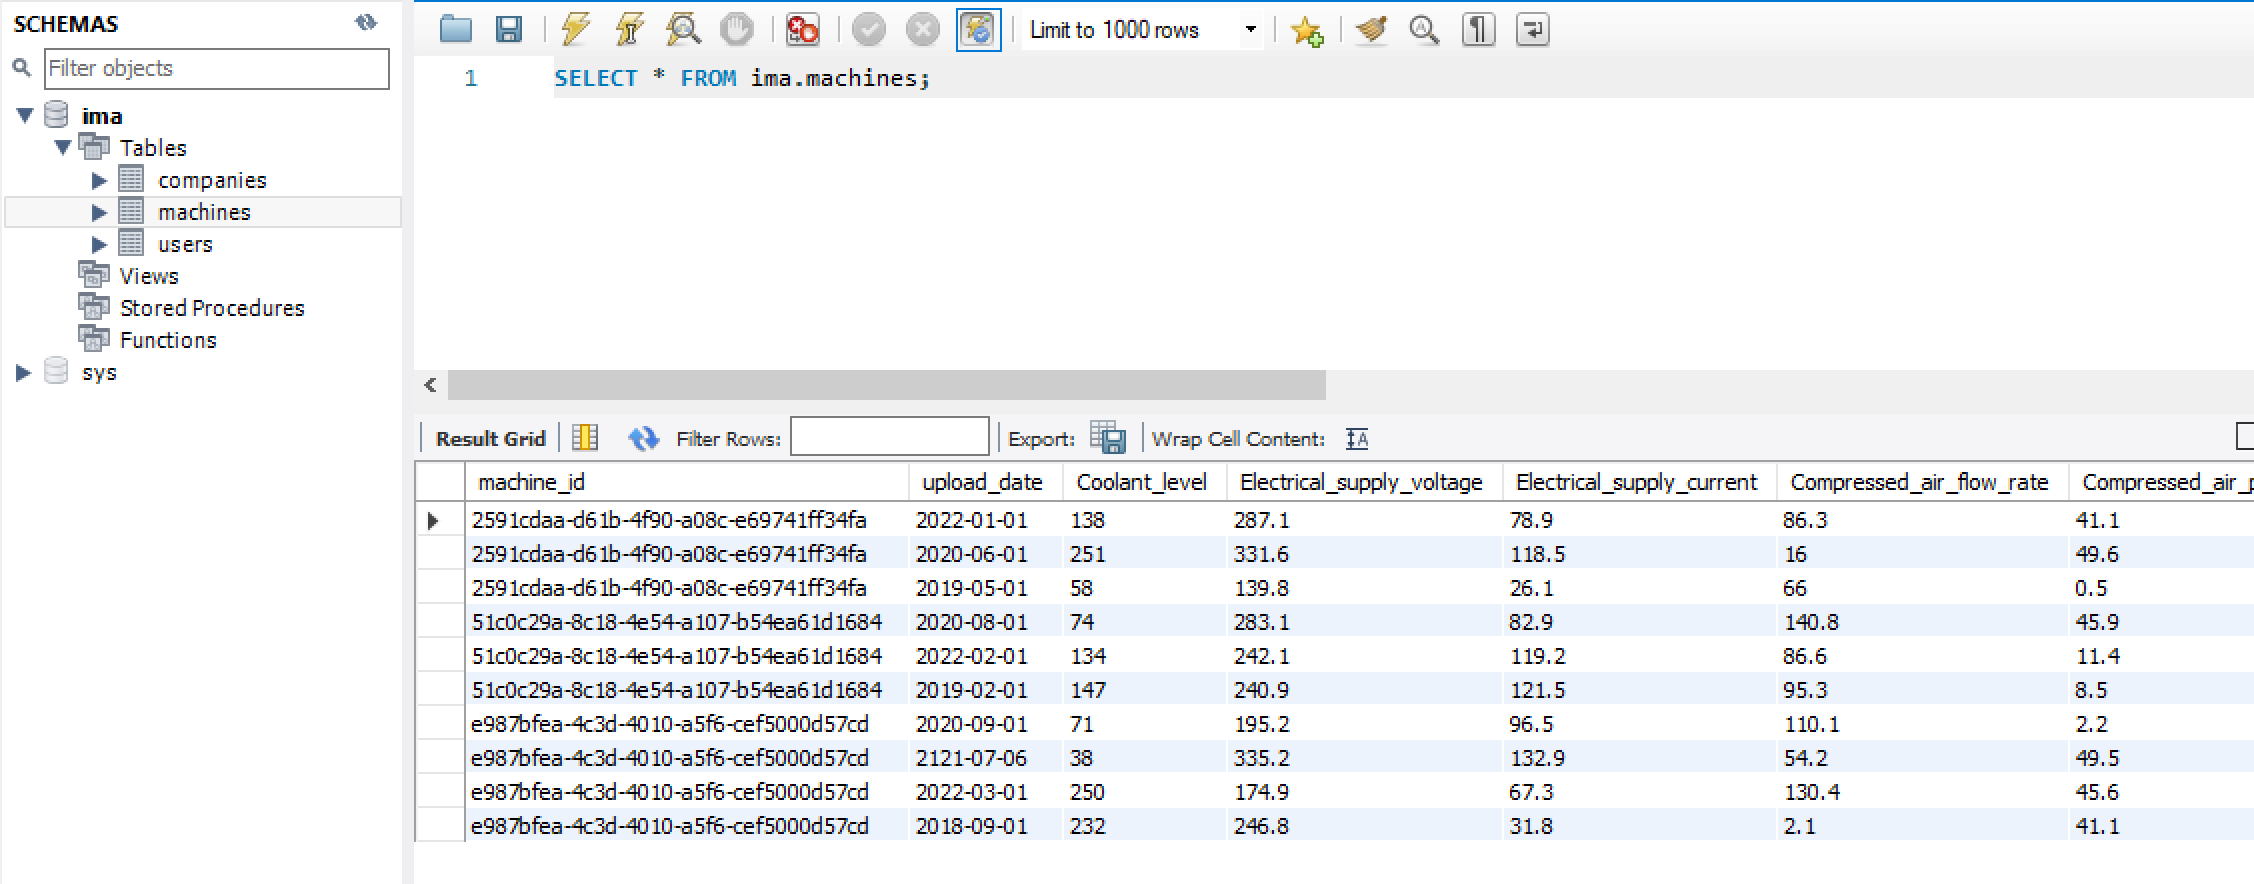 SCHEMAS
Filter objects
ima
Tables
companies
machines
users
Views
Stored Procedures
Functions
sys
Limit to 1000 rows
1 SELECT * FROM ima.machines;
Result Grid Filter Rows: Export: Wrap Cell Content:
machine_id upload_date Coolant_level Electrical_supply_voltage Electrical_supply_current Compressed_air_flow_rate Compressed_air_p
2591cdaa-d61b-4f90-a08c-e69741ff34fa 2022-01-01 138 287.1 78.9 86.3 41.1
2591cdaa-d61b-4f90-a08c-e69741ff34fa 2020-06-01 251 331.6 118.5 16 49.6
2591cdaa-d61b-4f90-a08c-e69741ff34fa 2019-05-01 58 139.8 26.1 66 0.5
51c0c29a-8c18-4e54-a107-b54ea61d1684 2020-08-01 74 283.1 82.9 140.8 45.9
51c0c29a-8c18-4e54-a107-b54ea61d1684 2022-02-01 134 242.1 119.2 86.6 11.4
51c0c29a-8c18-4e54-a107-b54ea61d1684 2019-02-01 147 240.9 121.5 95.3 8.5
e987bfea-4c3d-4010-a5f6-cef5000d57cd 2020-09-01 71 195.2 96.5 110.1 2.2
e987bfea-4c3d-4010-a5f6-cef5000d57cd 2121-07-06 38 335.2 132.9 54.2 49.5
e987bfea-4c3d-4010-a5f6-cef5000d57cd 2022-03-01 250 174.9 67.3 130.4 45.6
e987bfea-4c3d-4010-a5f6-cef5000d57cd 2018-09-01 232 246.8 31.8 2.1 41.1